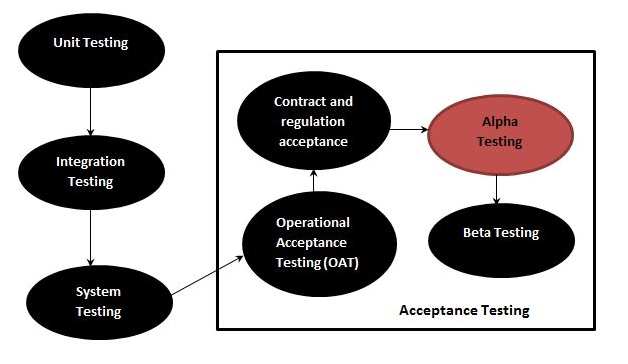 Unit Testing
Integration
Testing
System
Testing
Operational
Acceptance
Testing (OAT)
Contract and
regulation
acceptance
Alpha
Testing
Beta Testing
Acceptance Testing